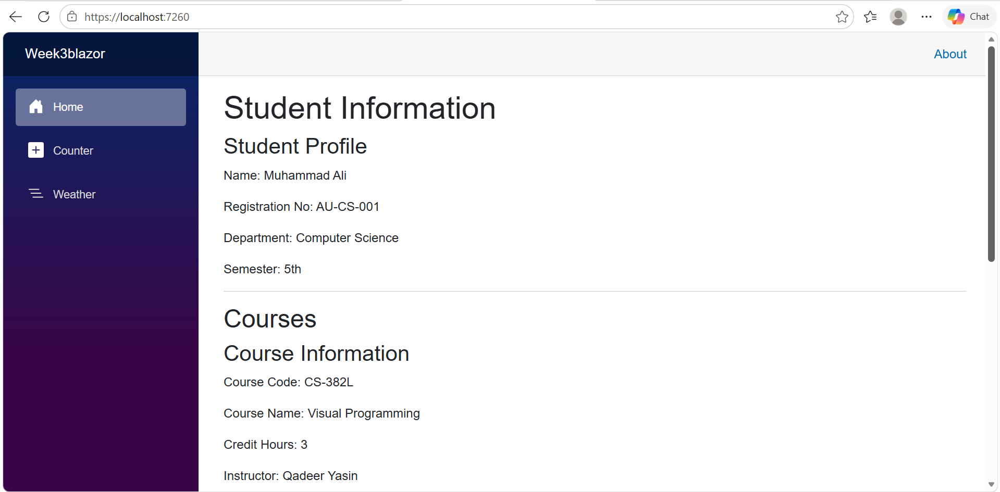 https://localhost:7260
Chat
Week3blazor
About
Home
Counter
Weather
Student Information
Student Profile
Name: Muhammad Ali
Registration No: AU-CS-001
Department: Computer Science
Semester: 5th
Courses
Course Information
Course Code: CS-382L
Course Name: Visual Programming
Credit Hours: 3
Instructor: Qadeer Yasin